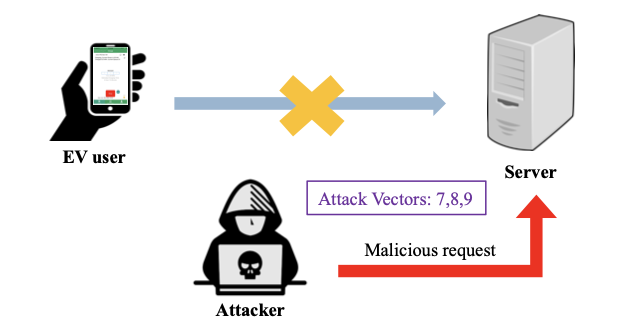 EV user
Server
Attack Vectors: 7,8,9
Malicious request
Attacker